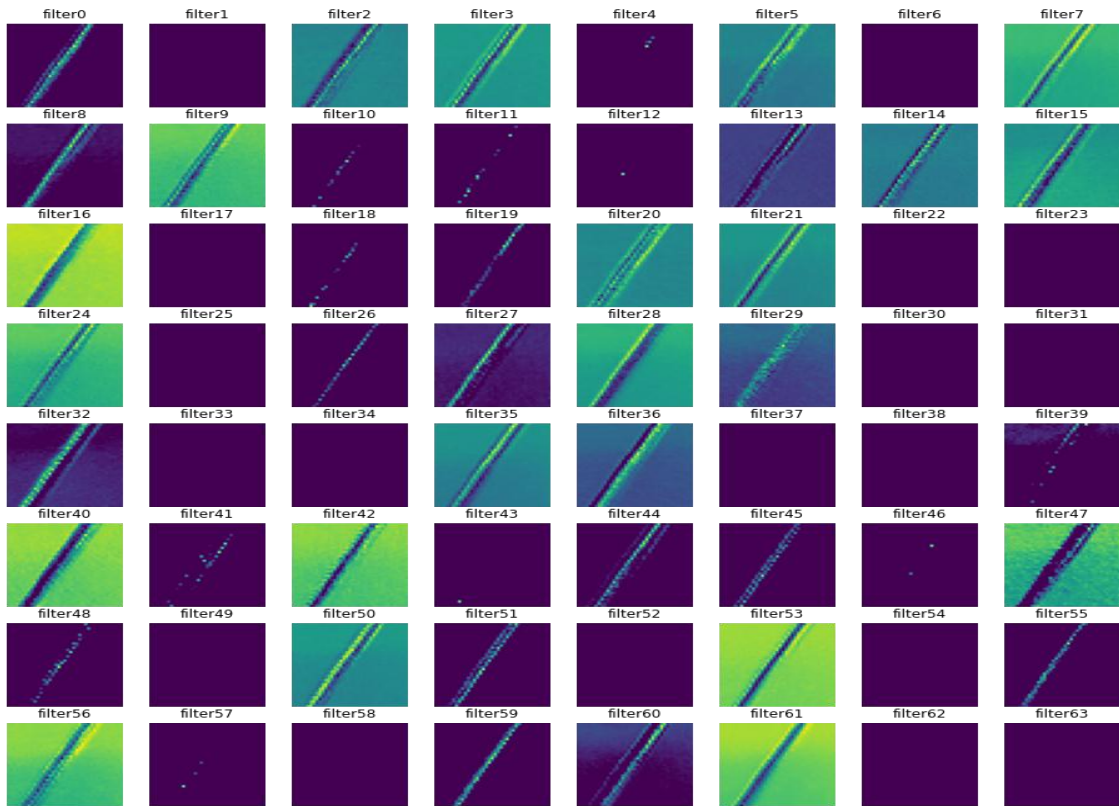 filter0 filter1 filter2 filter3 filter4 filter5 filter6 filter7
filter8 filter9 filter10 filter11 filter12 filter13 filter14 filter15
filter16 filter17 filter18 filter19 filter20 filter21 filter22 filter23
filter24 filter25 filter26 filter27 filter28 filter29 filter30 filter31
filter32 filter33 filter34 filter35 filter36 filter37 filter38 filter39
filter40 filter41 filter42 filter43 filter44 filter45 filter46 filter47
filter48 filter49 filter50 filter51 filter52 filter53 filter54 filter55
filter56 filter57 filter58 filter59 filter60 filter61 filter62 filter63